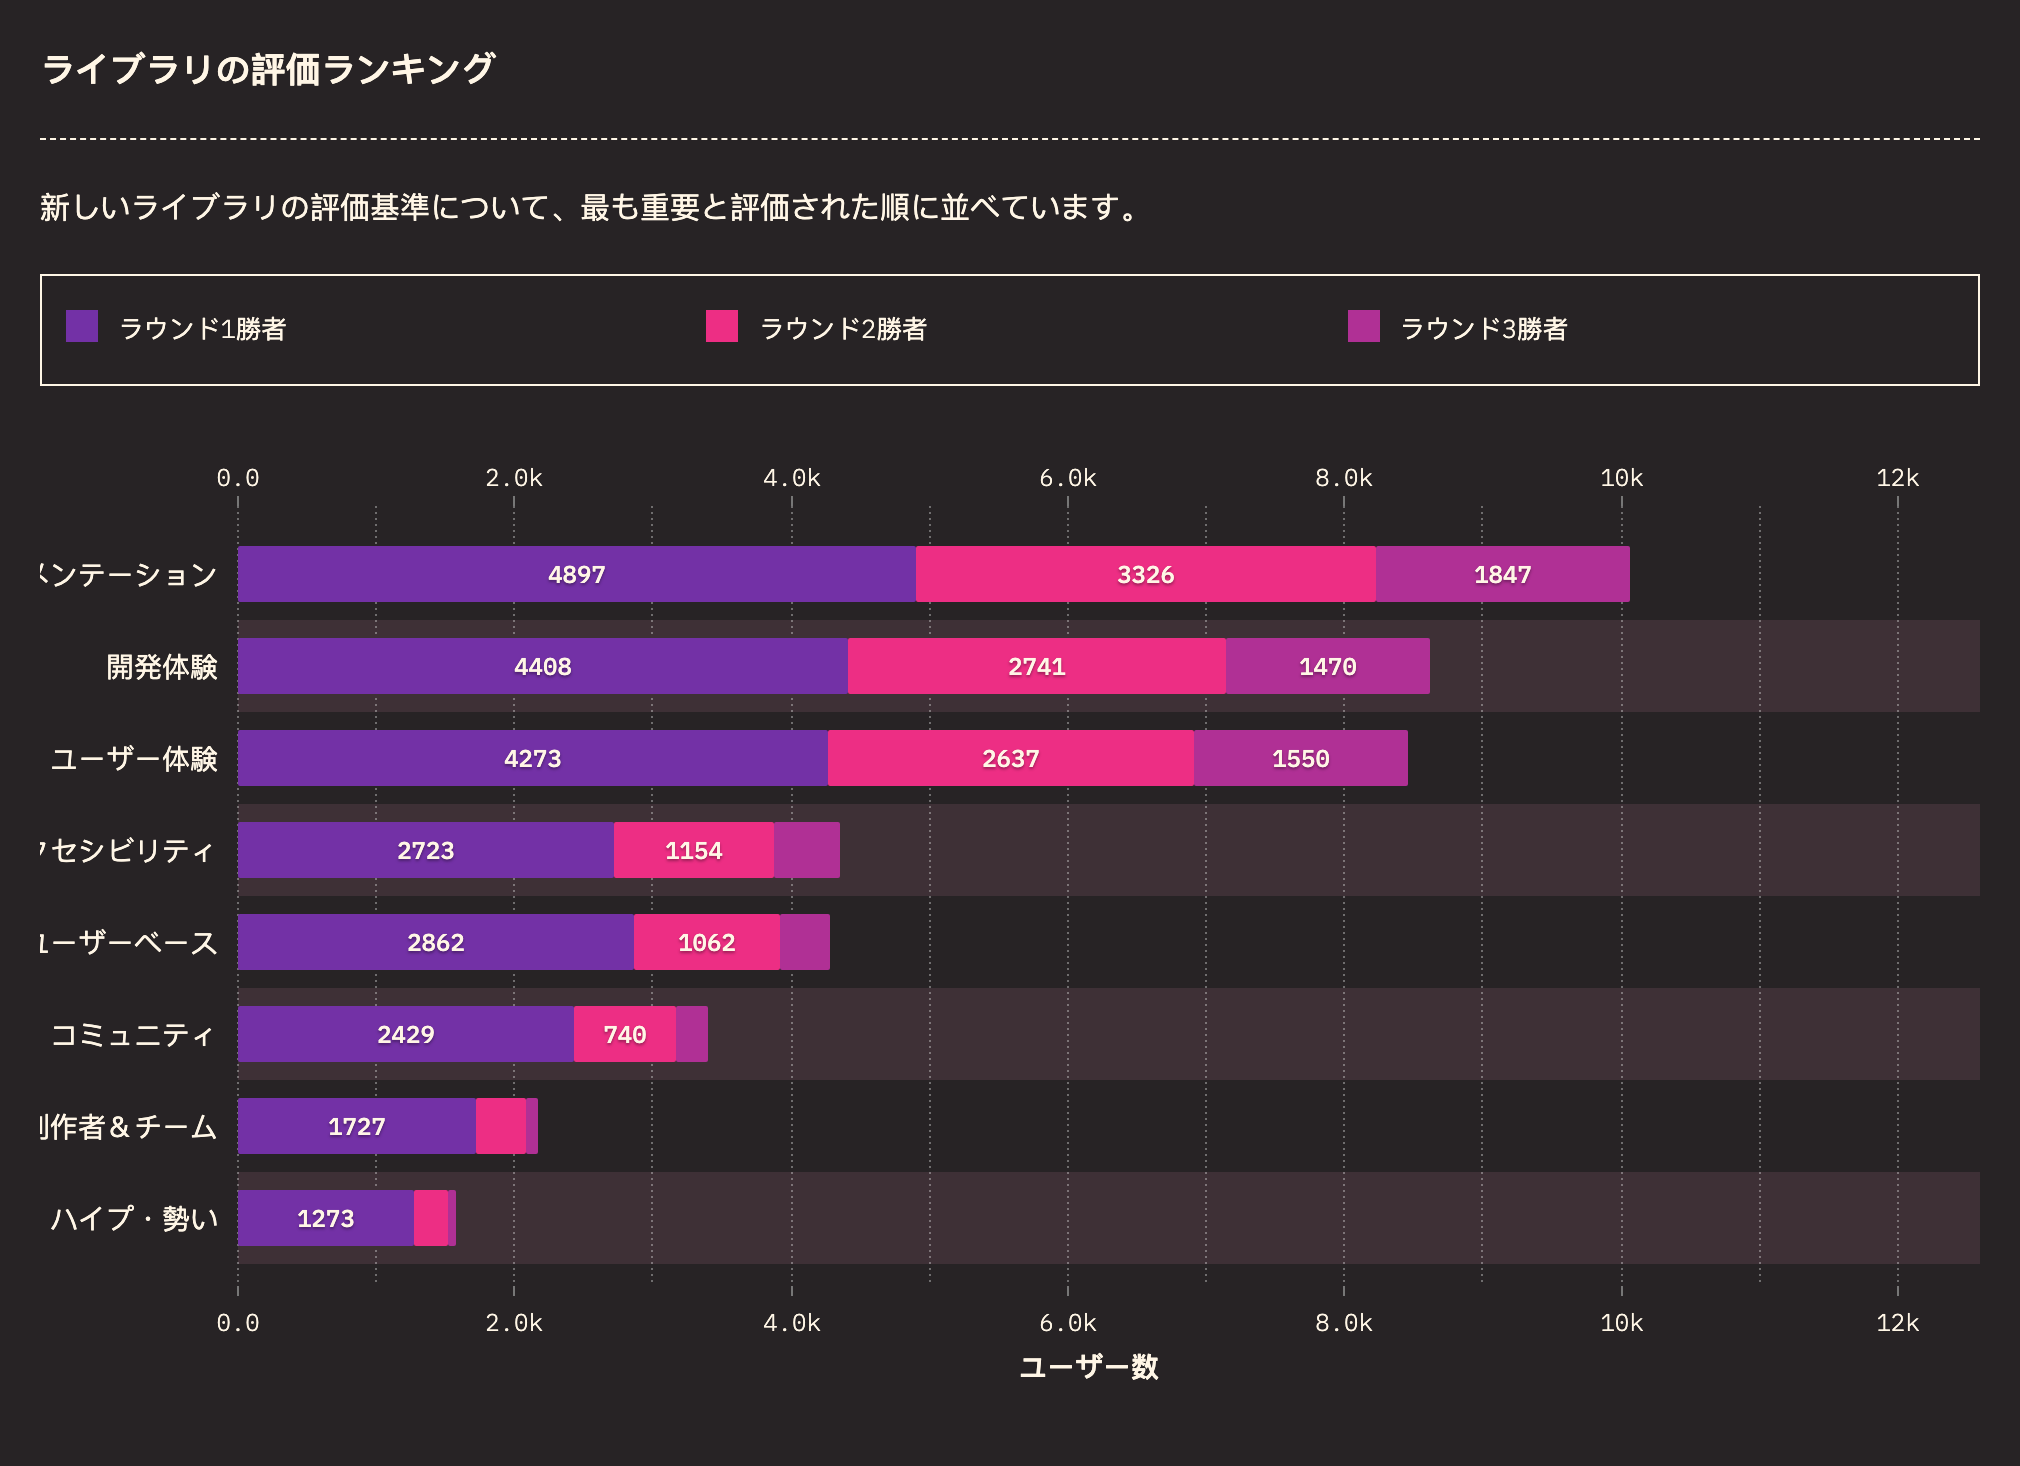 ライブラリの評価ランキング
新しいライブラリの評価基準について、最も重要と評価された順に並べています。
ラウンド1勝者 ラウンド2勝者 ラウンド3勝者
0.0 2.0k 4.0k 6.0k 8.0k 10k 12k
メンテーション 4897 3326 1847
開発体験 4408 2741 1470
ユーザー体験 4273 2637 1550
クセシビリティ 2723 1154
ユーザーベース 2862 1062
コミュニティ 2429 740
作者＆チーム 1727
ハイプ・勢い 1273
0.0 2.0k 4.0k 6.0k 8.0k 10k 12k
ユーザー数